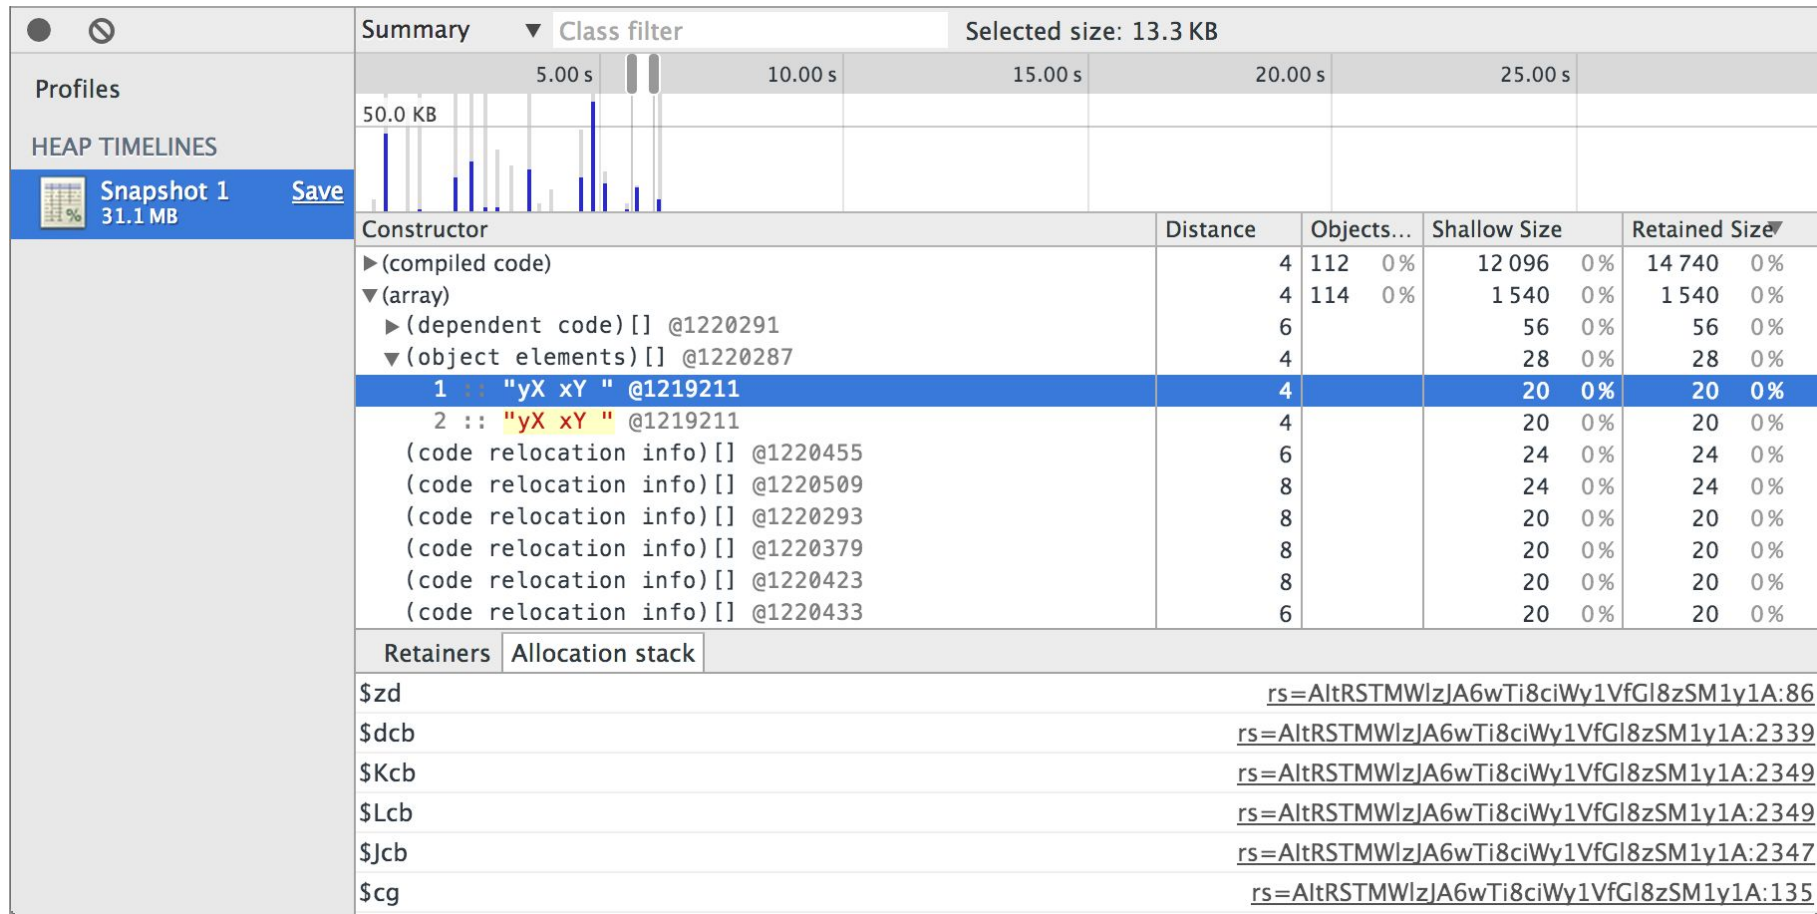 Summary ▼ Class filter Selected size: 13.3 KB
Profiles
HEAP TIMELINES
Snapshot 1 Save
31.1 MB
5.00 s 10.00 s 15.00 s 20.00 s 25.00 s
50.0 KB
Constructor Distance Objects... Shallow Size Retained Size▼
▶(compiled code) 4 112 0% 12 096 0% 14 740 0%
▼(array) 4 114 0% 1 540 0% 1 540 0%
▶(dependent code)[] @1220291 6 56 0% 56 0%
▼(object elements)[] @1220287 4 28 0% 28 0%
1 :: "yX xY " @1219211 4 20 0% 20 0%
2 :: "yX xY " @1219211 4 20 0% 20 0%
(code relocation info)[] @1220455 6 24 0% 24 0%
(code relocation info)[] @1220509 8 24 0% 24 0%
(code relocation info)[] @1220293 8 20 0% 20 0%
(code relocation info)[] @1220379 8 20 0% 20 0%
(code relocation info)[] @1220423 8 20 0% 20 0%
(code relocation info)[] @1220433 6 20 0% 20 0%
Retainers Allocation stack
$zd rs=AItRSTMWlzJA6wTi8ciWy1VfGl8zSM1y1A:86
$dcb rs=AItRSTMWlzJA6wTi8ciWy1VfGl8zSM1y1A:2339
$Kcb rs=AItRSTMWlzJA6wTi8ciWy1VfGl8zSM1y1A:2349
$Lcb rs=AItRSTMWlzJA6wTi8ciWy1VfGl8zSM1y1A:2349
$Jcb rs=AItRSTMWlzJA6wTi8ciWy1VfGl8zSM1y1A:2347
$cg rs=AItRSTMWlzJA6wTi8ciWy1VfGl8zSM1y1A:135